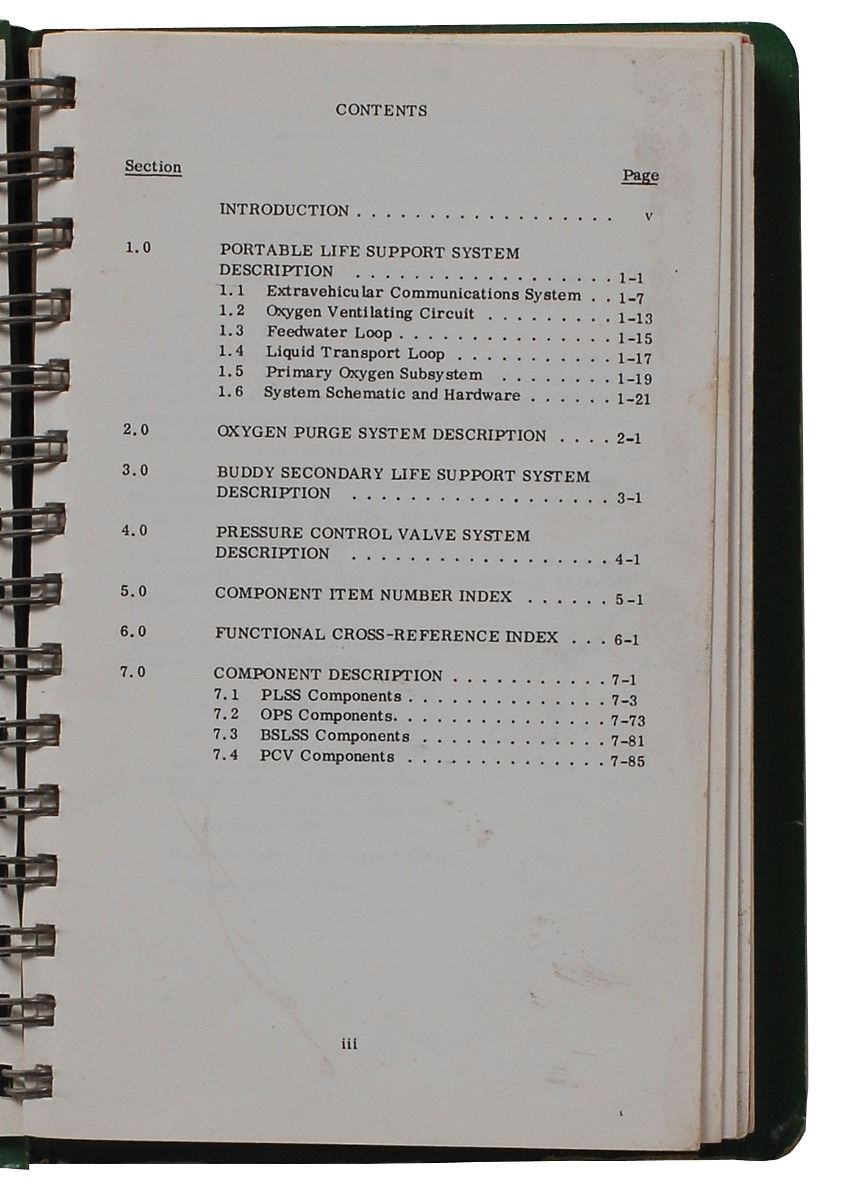 CONTENTS
Section Page
INTRODUCTION . . . . . . . . . . . . . . . . . . v
1.0 PORTABLE LIFE SUPPORT SYSTEM
DESCRIPTION . . . . . . . . . . . . . . . . . . 1-1
1.1 Extravehicular Communications System . . 1-7
1.2 Oxygen Ventilating Circuit . . . . . . . . . 1-13
1.3 Feedwater Loop . . . . . . . . . . . . . . . 1-15
1.4 Liquid Transport Loop . . . . . . . . . . . 1-17
1.5 Primary Oxygen Subsystem . . . . . . . . 1-19
1.6 System Schematic and Hardware . . . . . . 1-21
2.0 OXYGEN PURGE SYSTEM DESCRIPTION . . . . 2-1
3.0 BUDDY SECONDARY LIFE SUPPORT SYSTEM
DESCRIPTION . . . . . . . . . . . . . . . . . . 3-1
4.0 PRESSURE CONTROL VALVE SYSTEM
DESCRIPTION . . . . . . . . . . . . . . . . . . 4-1
5.0 COMPONENT ITEM NUMBER INDEX . . . . . . 5-1
6.0 FUNCTIONAL CROSS-REFERENCE INDEX . . . 6-1
7.0 COMPONENT DESCRIPTION . . . . . . . . . . . 7-1
7.1 PLSS Components . . . . . . . . . . . . . . 7-3
7.2 OPS Components. . . . . . . . . . . . . . . 7-73
7.3 BSLSS Components . . . . . . . . . . . . . 7-81
7.4 PCV Components . . . . . . . . . . . . . . 7-85
iii